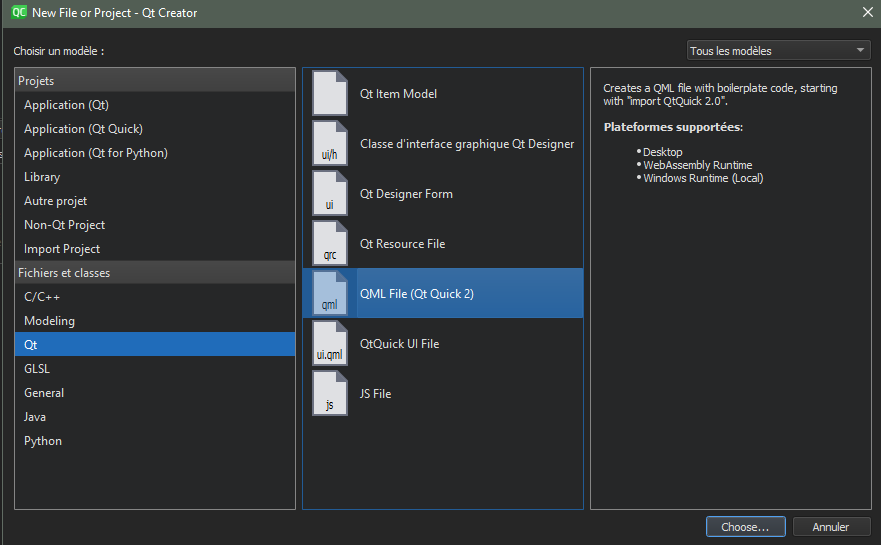 QC New File or Project - Qt Creator
Choisir un modèle :
Tous les modèles
Projets
Application (Qt)
Application (Qt Quick)
Application (Qt for Python)
Library
Autre projet
Non-Qt Project
Import Project
Fichiers et classes
C/C++
Modeling
Qt
GLSL
General
Java
Python
Qt Item Model
ui/h
Classe d'interface graphique Qt Designer
ui
Qt Designer Form
qrc
Qt Resource File
qml
QML File (Qt Quick 2)
ui.qml
QtQuick UI File
js
JS File
Creates a QML file with boilerplate code, starting
with "import QtQuick 2.0".
Plateformes supportées:
• Desktop
• WebAssembly Runtime
• Windows Runtime (Local)
Choose...
Annuler